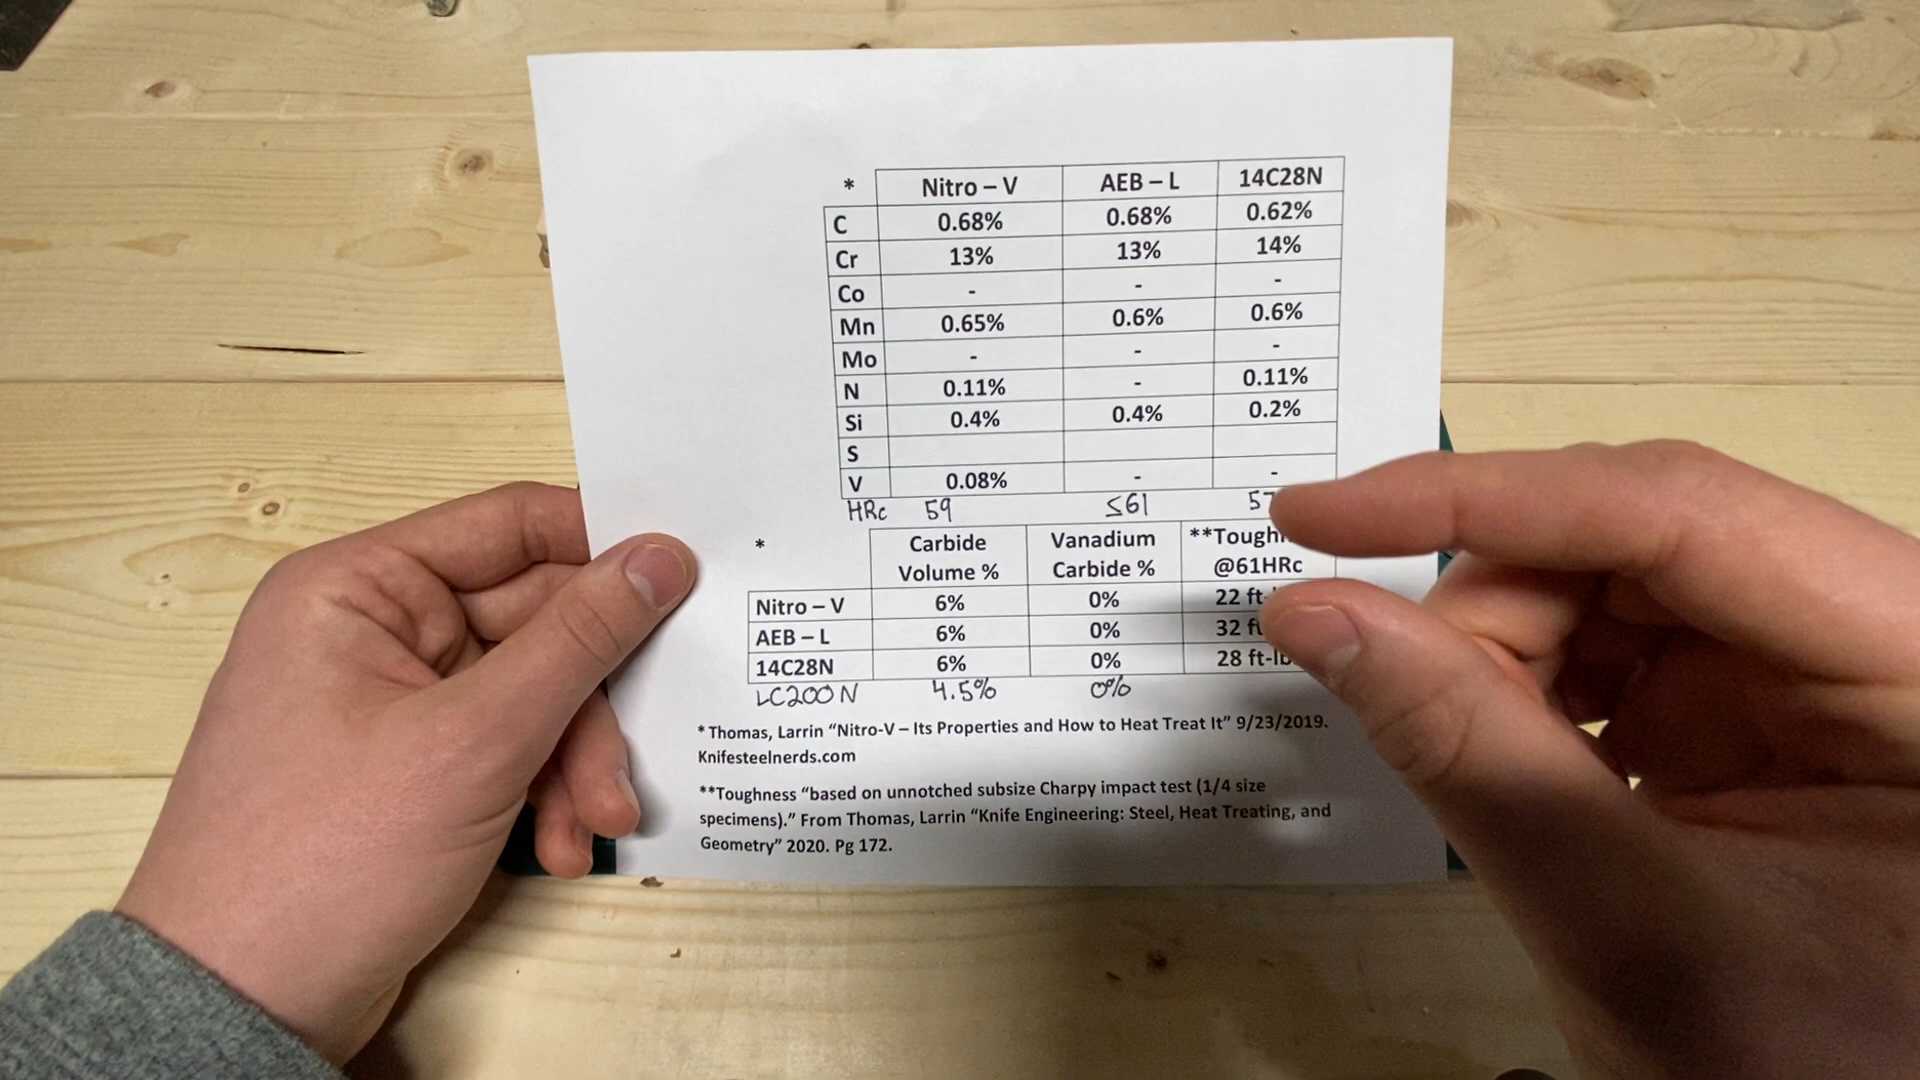 * Nitro – V AEB – L 14C28N
C 0.68% 0.68% 0.62%
Cr 13% 13% 14%
Co - - -
Mn 0.65% 0.6% 0.6%
Mo - - -
N 0.11% - 0.11%
Si 0.4% 0.4% 0.2%
S
V 0.08% - -
HRc 59 ≤61
* Carbide Vanadium
Volume % Carbide % @61HRc
Nitro – V 6% 0% 22
AEB – L 6% 0% 32
14C28N 6% 0% 28 ft-lb
LC200N 4.5% 0%
* Thomas, Larrin “Nitro-V – Its Properties and How to Heat Treat It” 9/23/2019.
Knifesteelnerds.com
**Toughness “based on unnotched subsize Charpy impact test (1/4 size
specimens).” From Thomas, Larrin “Knife Engineering: Steel, Heat Treating, and
Geometry” 2020. Pg 172.